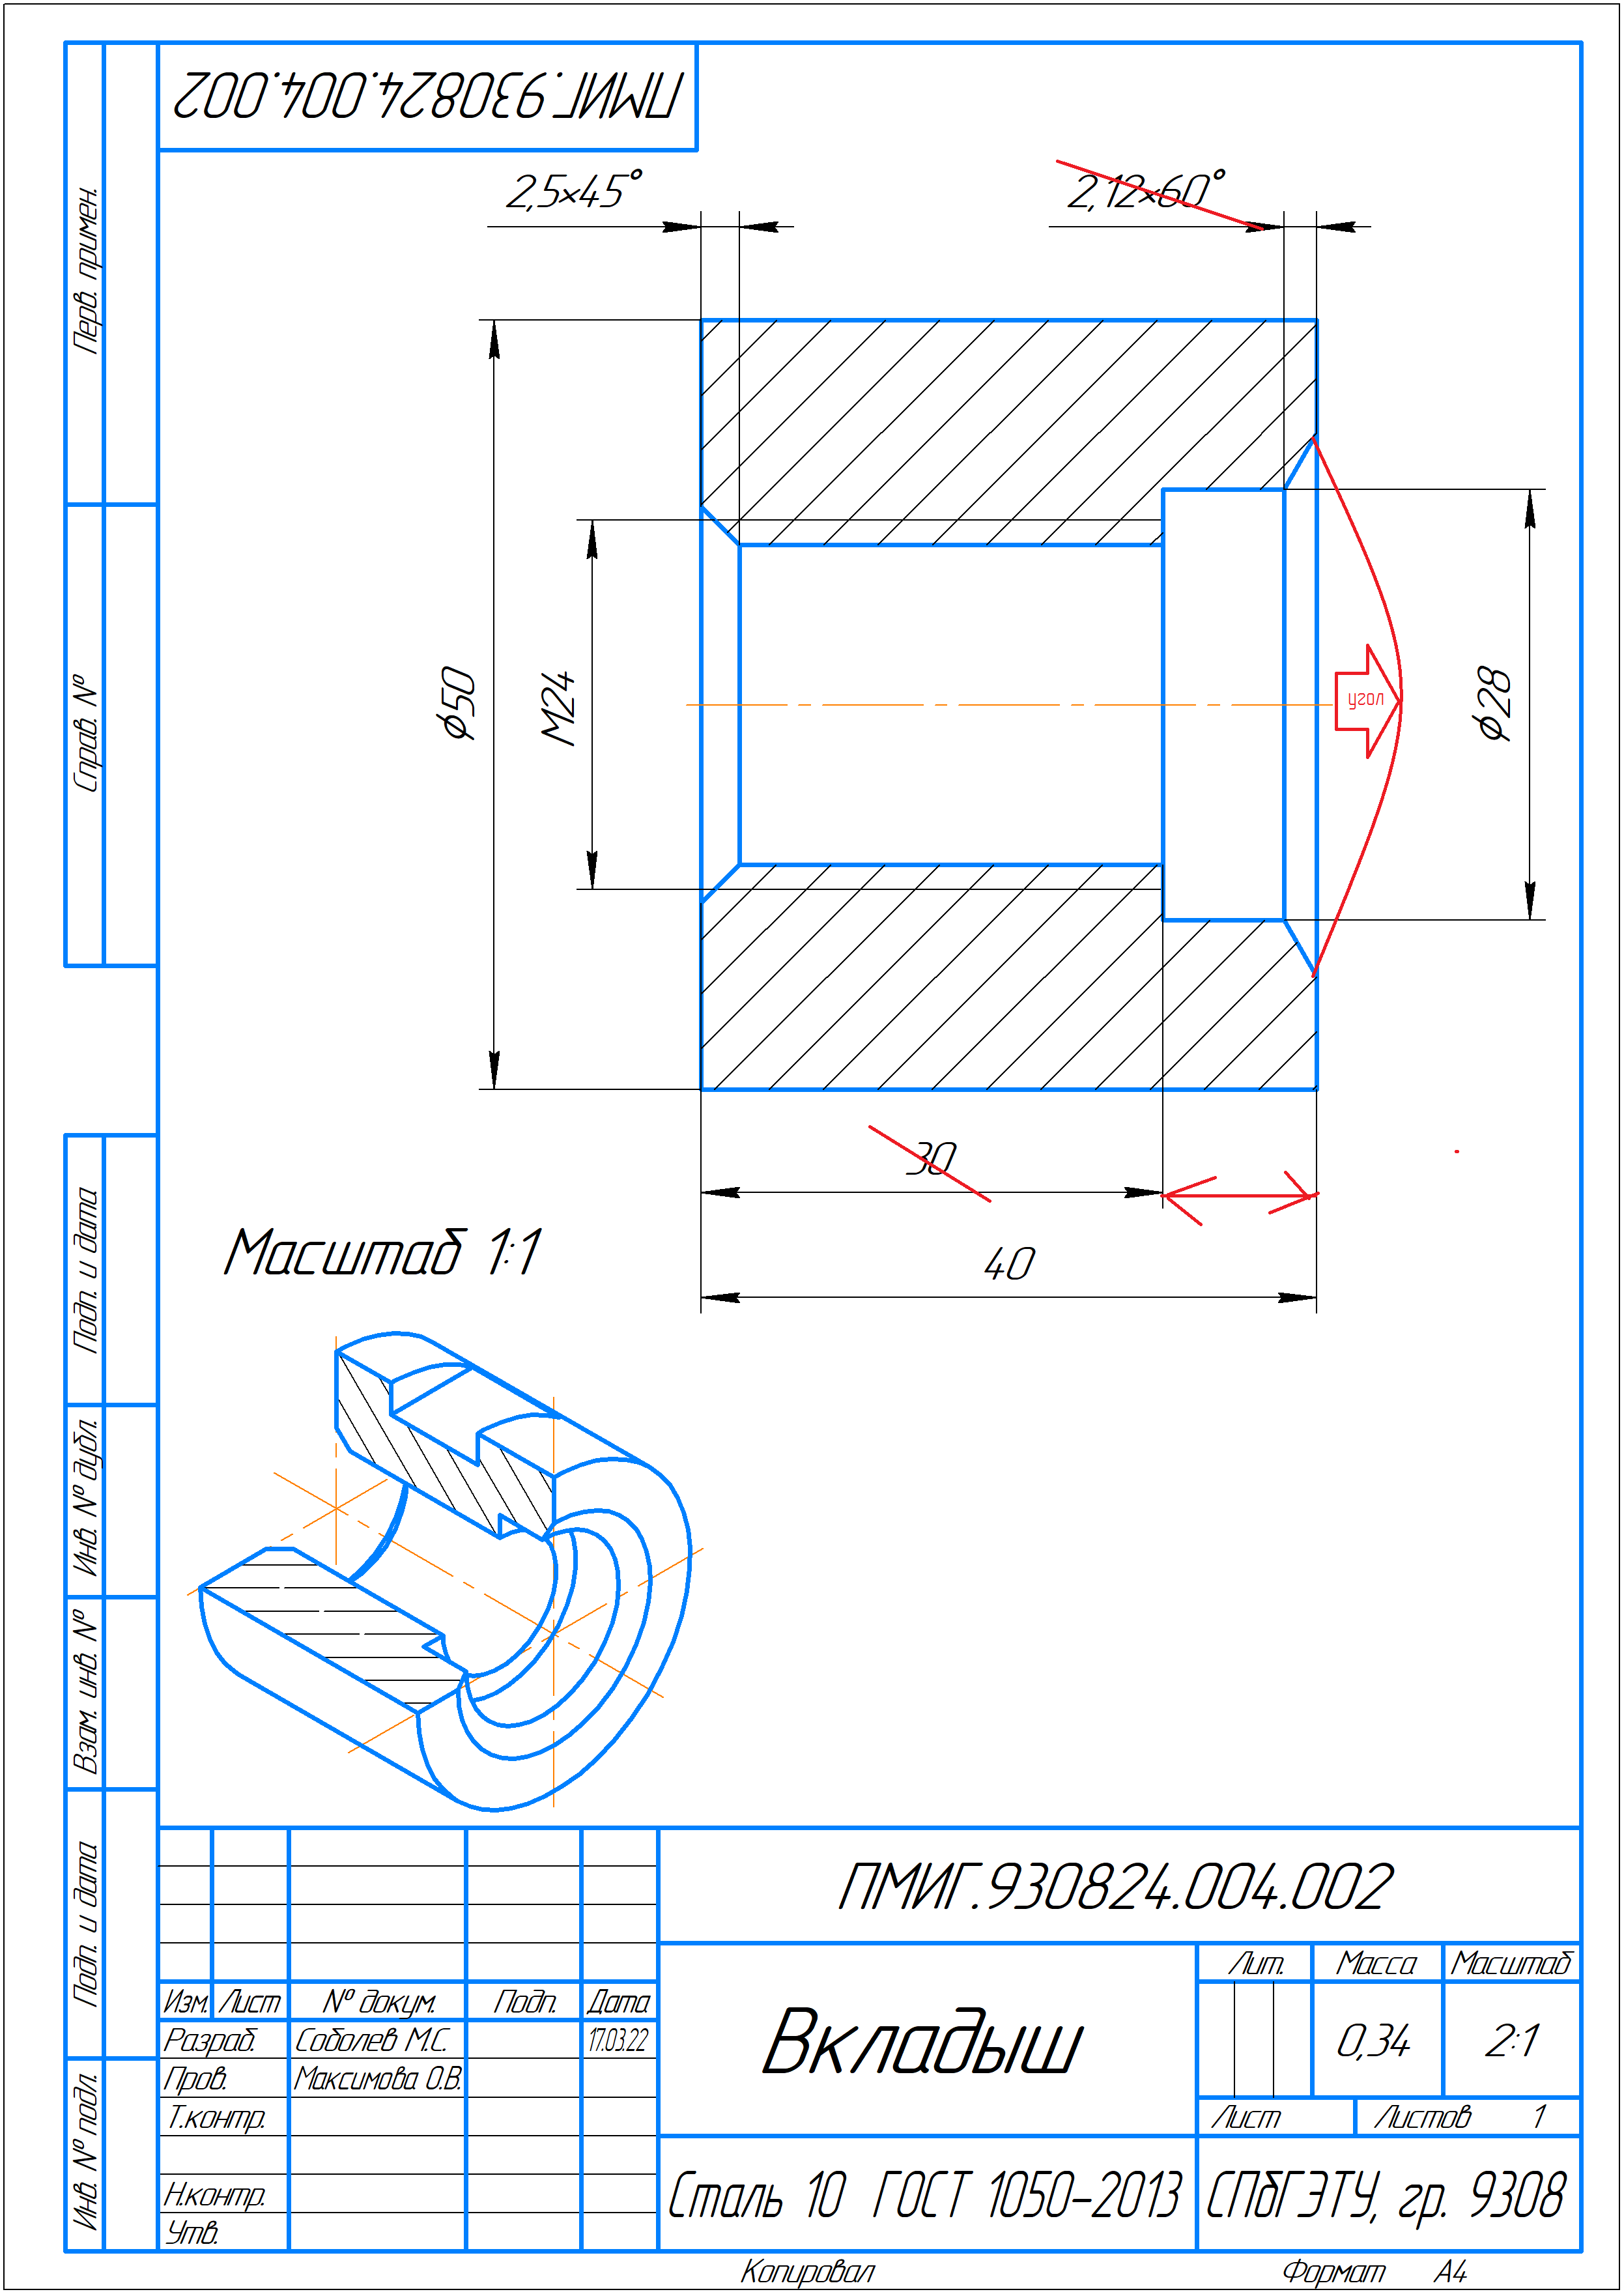 ПМИГ.930824.004.002
Перв. примен.
Справ. №
Подп. и дата
Инв. № дубл.
Взам. инв. №
Подп. и дата
Инв. № подл.
2,5×45°
2,12×60°
ϕ50
М24
ϕ28
углу
30
40
Масштаб 1:1
ПМИГ.930824.004.002
Изм. Лист № докум. Подп. Дата
Разраб. Соболев М.С. 17.03.22
Пров. Максимова О.В.
Т.контр.
Н.контр.
Утв.
Вкладыш
Лит. Масса Масштаб
0,34 2:1
Лист Листов 1
Сталь 10 ГОСТ 1050-2013
СПбГЭТУ, гр. 9308
Копировал Формат А4